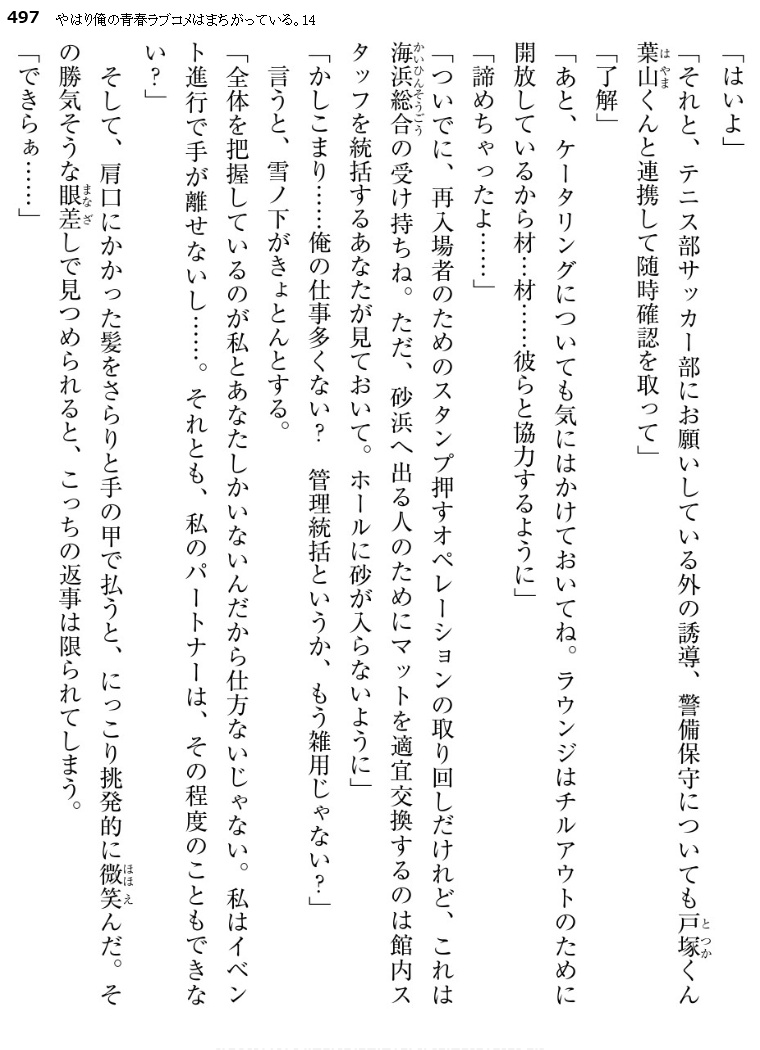 497 やはり俺の青春ラブコメはまちがっている。14
「はいよ」
「それと、テニス部サッカー部にお願いしている外の誘導、警備保守についても戸塚くん
葉山くんと連携して随時確認を取って」
「了解」
「あと、ケータリングについても気にはかけておいてね。ラウンジはチルアウトのために
開放しているから材…材……彼らと協力するように」
「諦めちゃったよ……」
「ついでに、再入場者のためのスタンプ押すオペレーションの取り回しだけれど、これは
海浜総合の受け持ちね。ただ、砂浜へ出る人のためにマットを適宜交換するのは館内ス
タッフを統括するあなたが見ておいて。ホールに砂が入らないように」
「かしこまり……俺の仕事多くない?　管理統括というか、もう雑用じゃない?」
言うと、雪ノ下がきょとんとする。
「全体を把握しているのが私とあなたしかいないんだから仕方ないじゃない。私はイベン
ト進行で手が離せないし……。それとも、私のパートナーは、その程度のこともできな
い?」
そして、肩口にかかった髪をさらりと手の甲で払うと、にっこり挑発的に微笑んだ。そ
の勝気そうな眼差しで見つめられると、こっちの返事は限られてしまう。
「できらぁ……」